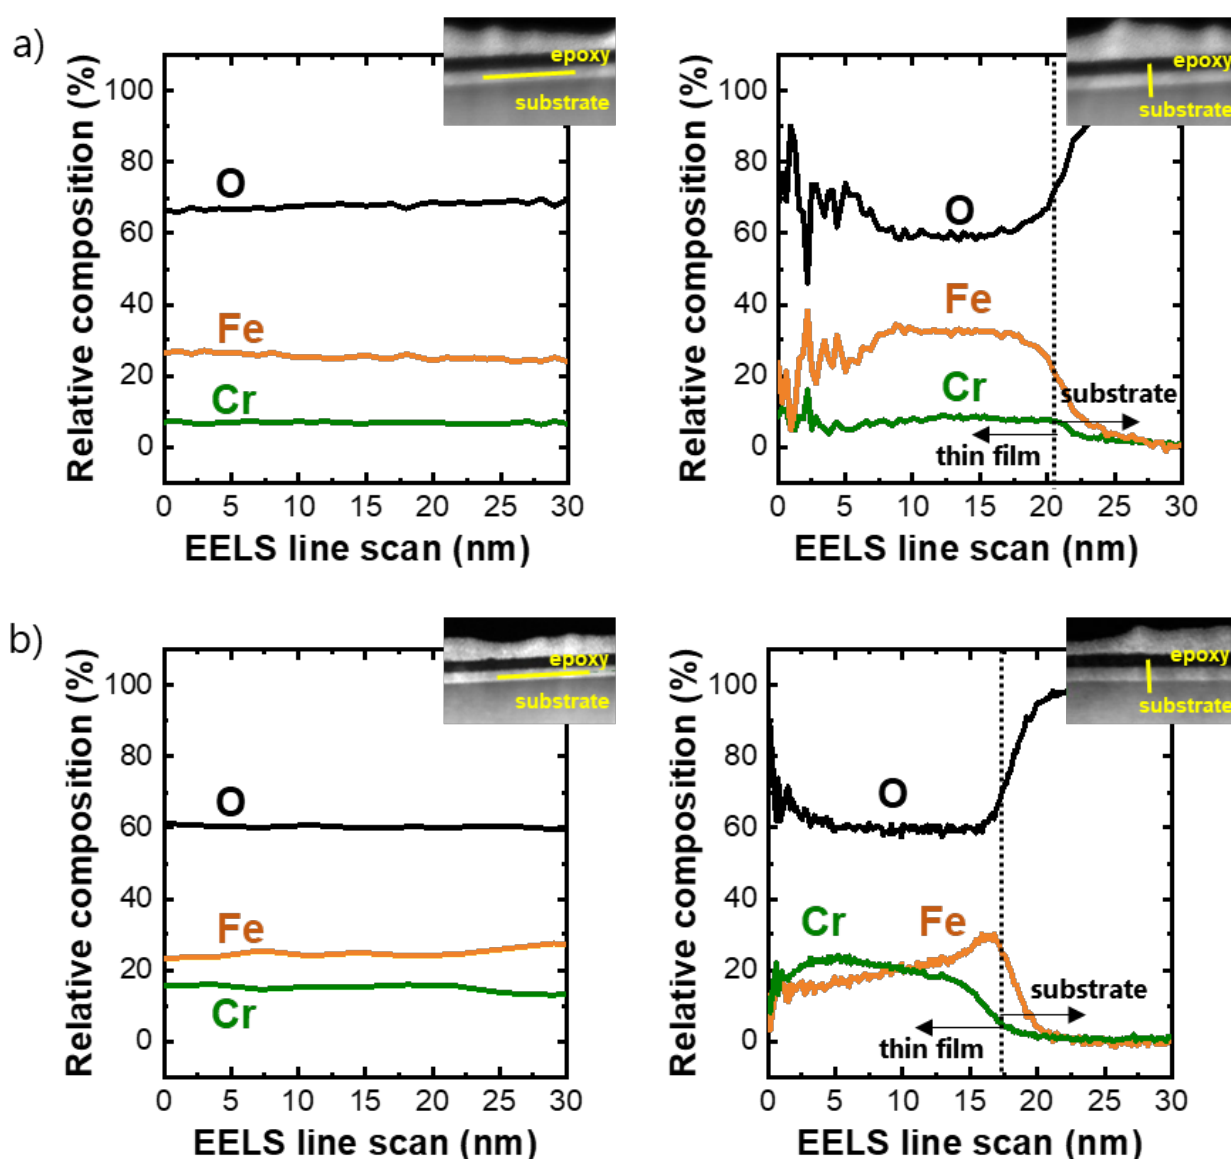 a)
Relative composition (%)
100
80
60
40
20
0
O
Fe
Cr
epoxy
substrate
0 5 10 15 20 25 30
EELS line scan (nm)
Relative composition (%)
100
80
60
40
20
0
O
Fe
Cr
substrate
thin film
epoxy
substrate
0 5 10 15 20 25 30
EELS line scan (nm)
b)
Relative composition (%)
100
80
60
40
20
0
O
Fe
Cr
epoxy
substrate
0 5 10 15 20 25 30
EELS line scan (nm)
Relative composition (%)
100
80
60
40
20
0
O
Cr Fe
substrate
thin film
epoxy
substrate
0 5 10 15 20 25 30
EELS line scan (nm)